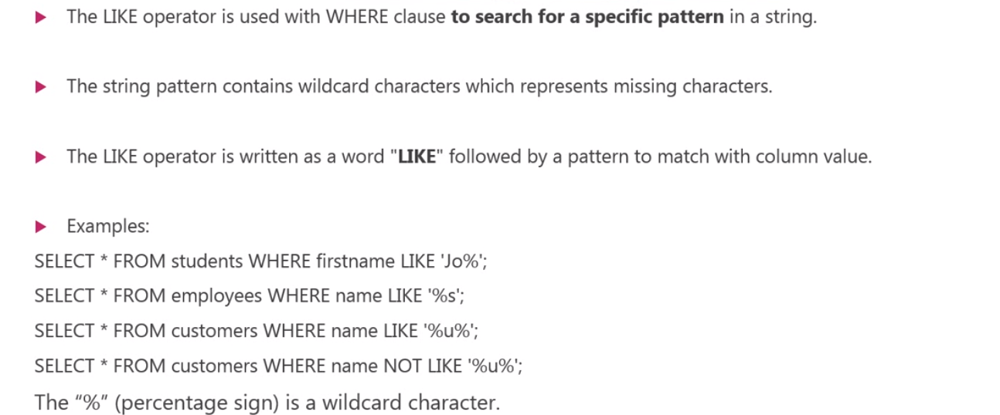 The LIKE operator is used with WHERE clause to search for a specific pattern in a string.
The string pattern contains wildcard characters which represents missing characters.
The LIKE operator is written as a word "LIKE" followed by a pattern to match with column value.
Examples:
SELECT * FROM students WHERE firstname LIKE 'Jo%';
SELECT * FROM employees WHERE name LIKE '%s';
SELECT * FROM customers WHERE name LIKE '%u%';
SELECT * FROM customers WHERE name NOT LIKE '%u%';
The “%” (percentage sign) is a wildcard character.